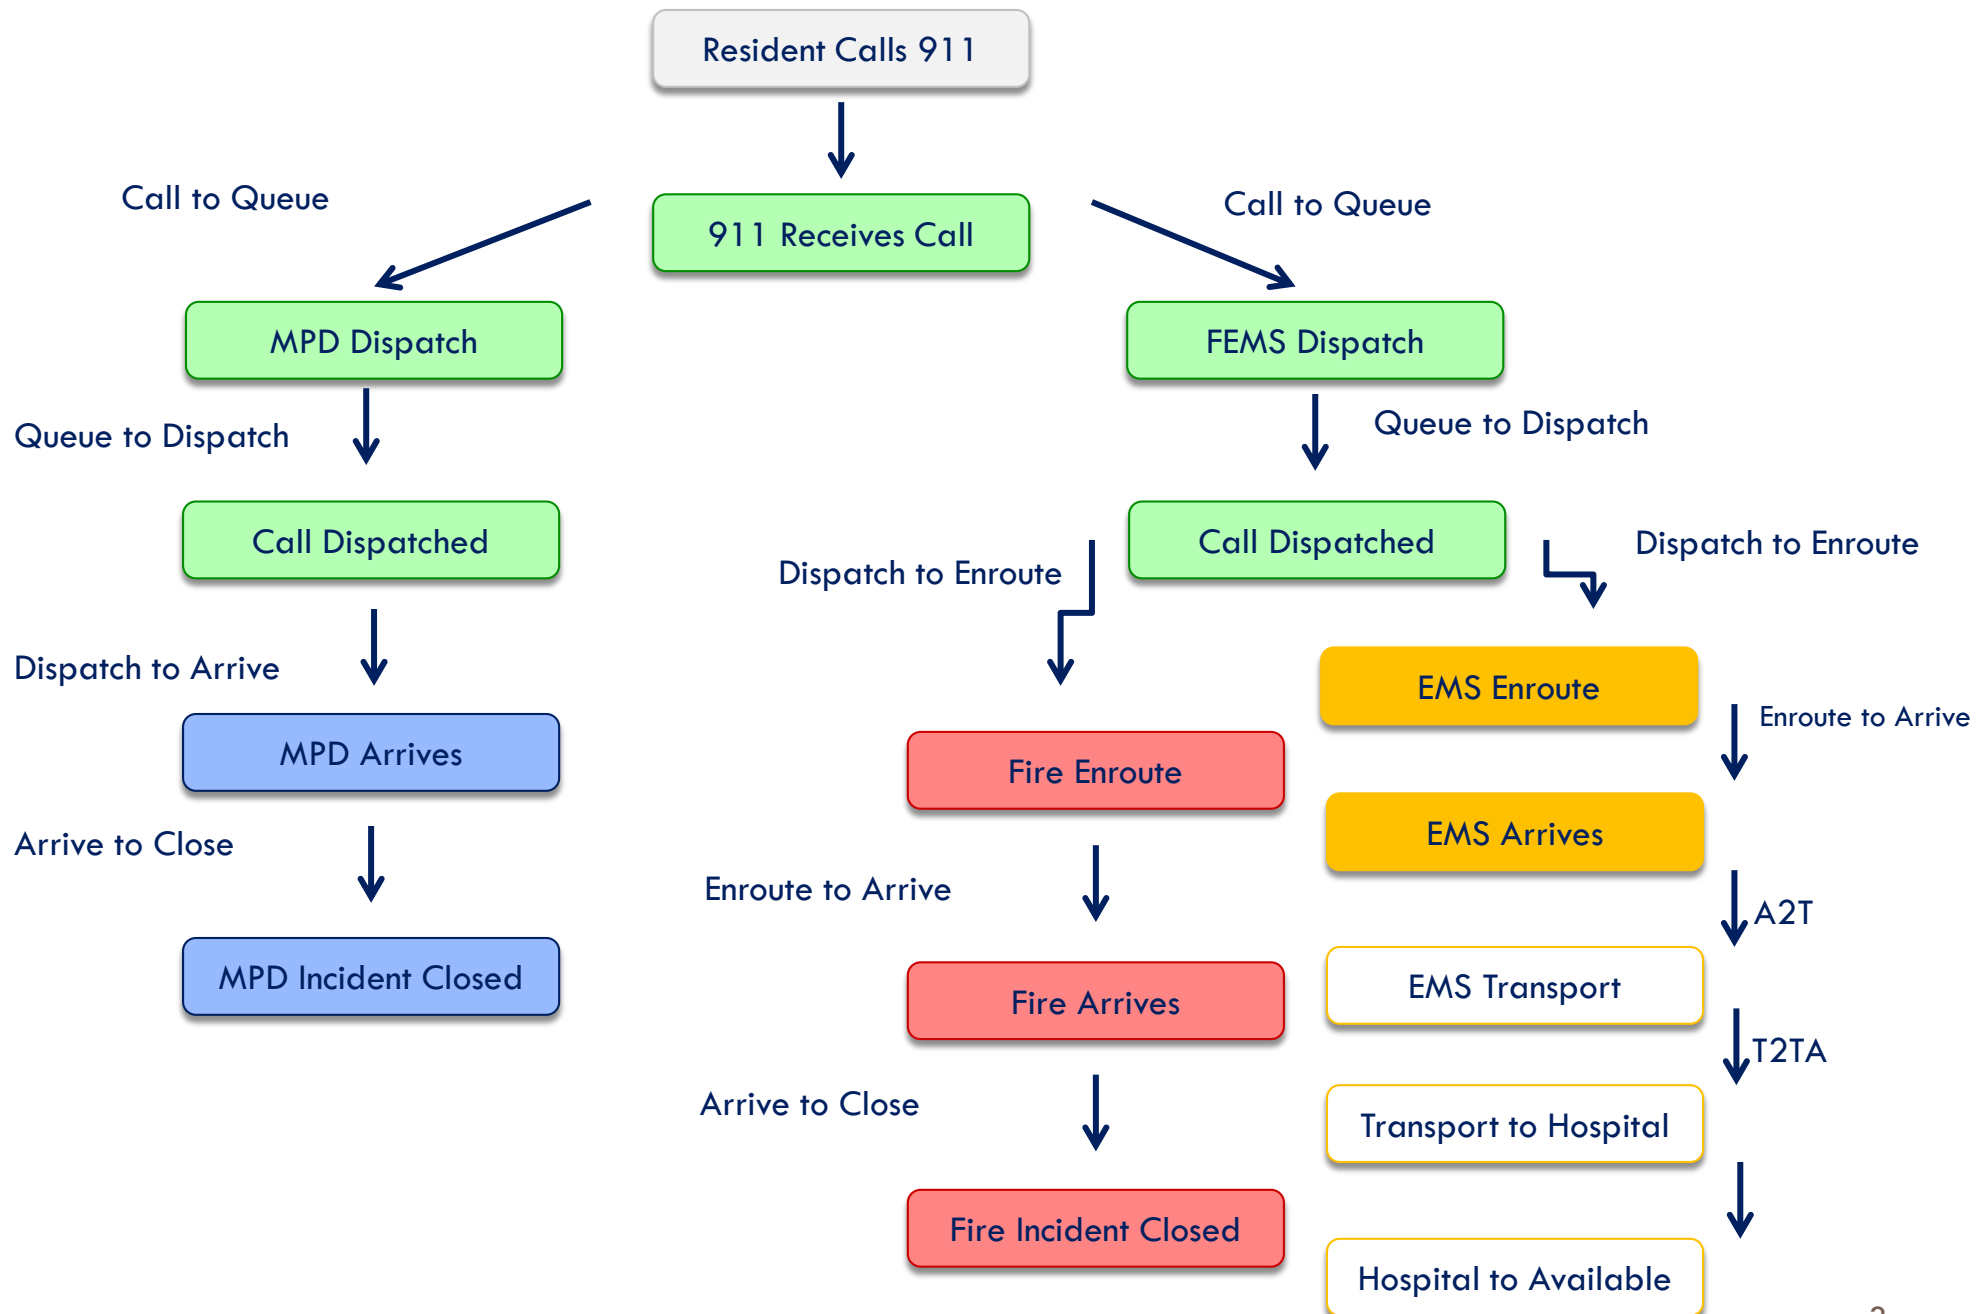 Resident Calls 911
Call to Queue
911 Receives Call
Call to Queue
MPD Dispatch
FEMS Dispatch
Queue to Dispatch
Queue to Dispatch
Call Dispatched
Call Dispatched
Dispatch to Enroute
Dispatch to Enroute
Dispatch to Arrive
EMS Enroute
Enroute to Arrive
MPD Arrives
Fire Enroute
EMS Arrives
Arrive to Close
Enroute to Arrive
A2T
MPD Incident Closed
EMS Transport
Fire Arrives
T2TA
Arrive to Close
Transport to Hospital
Fire Incident Closed
Hospital to Available